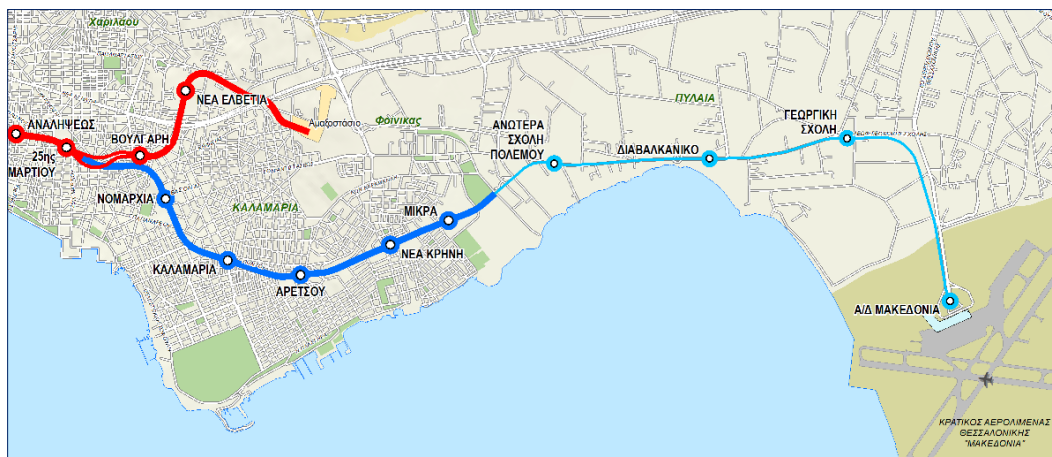 Χαριλαου
ΝΕΑ ΕΛΒΕΤΙΑ
Αμαξοστάσιο
Φοίνικας
ΠΥΛΑΙΑ
ΓΕΩΡΓΙΚΗ
ΣΧΟΛΗ
ΑΝΑΛΗΨΕΩΣ
ΒΟΥΛΓΑΡΗ
ΑΝΩΤΕΡΑ
ΣΧΟΛΗ
ΠΟΛΕΜΟΥ
ΔΙΑΒΑΛΚΑΝΙΚΟ
25ης
ΜΑΡΤΙΟΥ
ΝΟΜΑΡΧΙΑ
ΚΑΛΑΜΑΡΙΑ
ΜΙΚΡΑ
ΝΕΑ ΚΡΗΝΗ
ΚΑΛΑΜΑΡΙΑ
ΑΡΕΤΣΟΥ
Α/Δ ΜΑΚΕΔΟΝΙΑ
ΚΡΑΤΙΚΟΣ ΑΕΡΟΛΙΜΕΝΑΣ
ΘΕΣΣΑΛΟΝΙΚΗΣ
"ΜΑΚΕΔΟΝΙΑ"